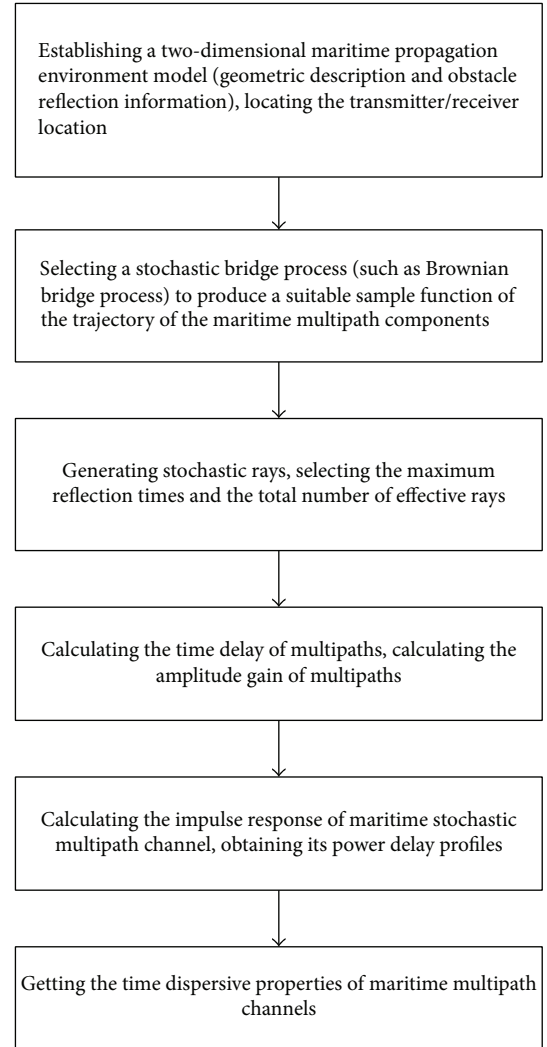 Establishing a two-dimensional maritime propagation
environment model (geometric description and obstacle
reflection information), locating the transmitter/receiver
location
Selecting a stochastic bridge process (such as Brownian
bridge process) to produce a suitable sample function of
the trajectory of the maritime multipath components
Generating stochastic rays, selecting the maximum
reflection times and the total number of effective rays
Calculating the time delay of multipaths, calculating the
amplitude gain of multipaths
Calculating the impulse response of maritime stochastic
multipath channel, obtaining its power delay profiles
Getting the time dispersive properties of maritime multipath
channels